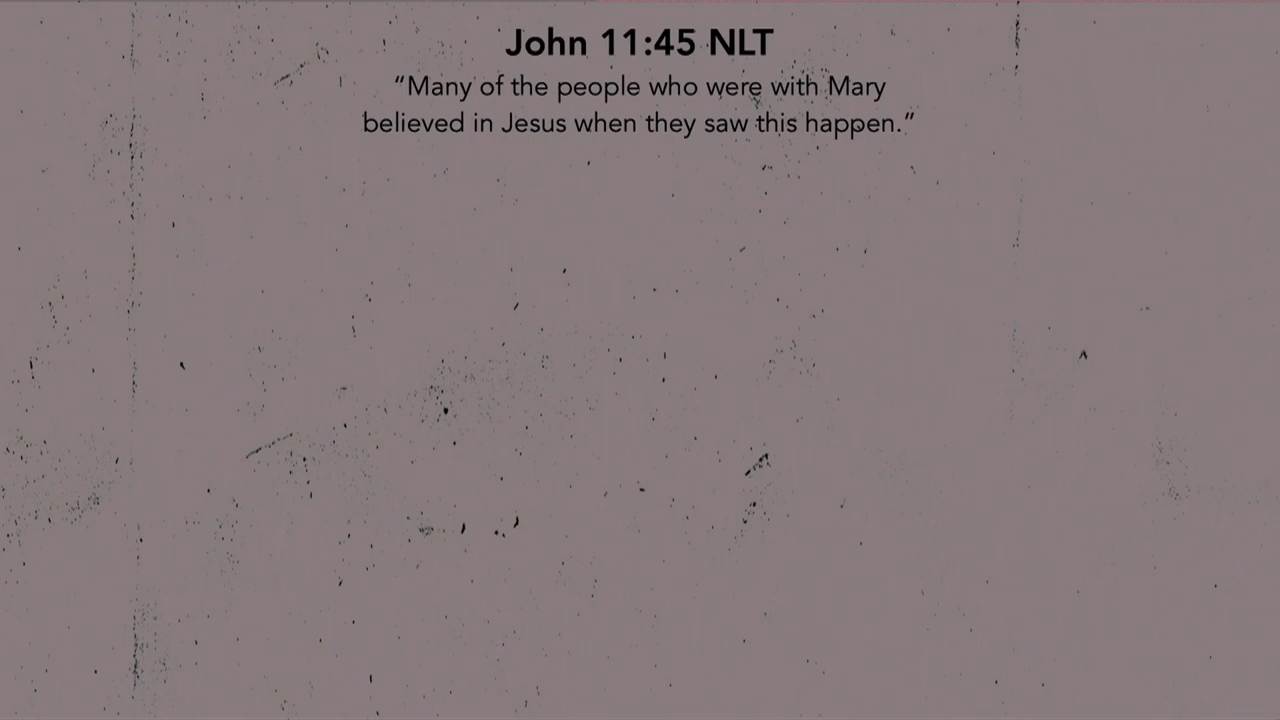 John 11:45 NLT
“Many of the people who were with Mary
believed in Jesus when they saw this happen.”